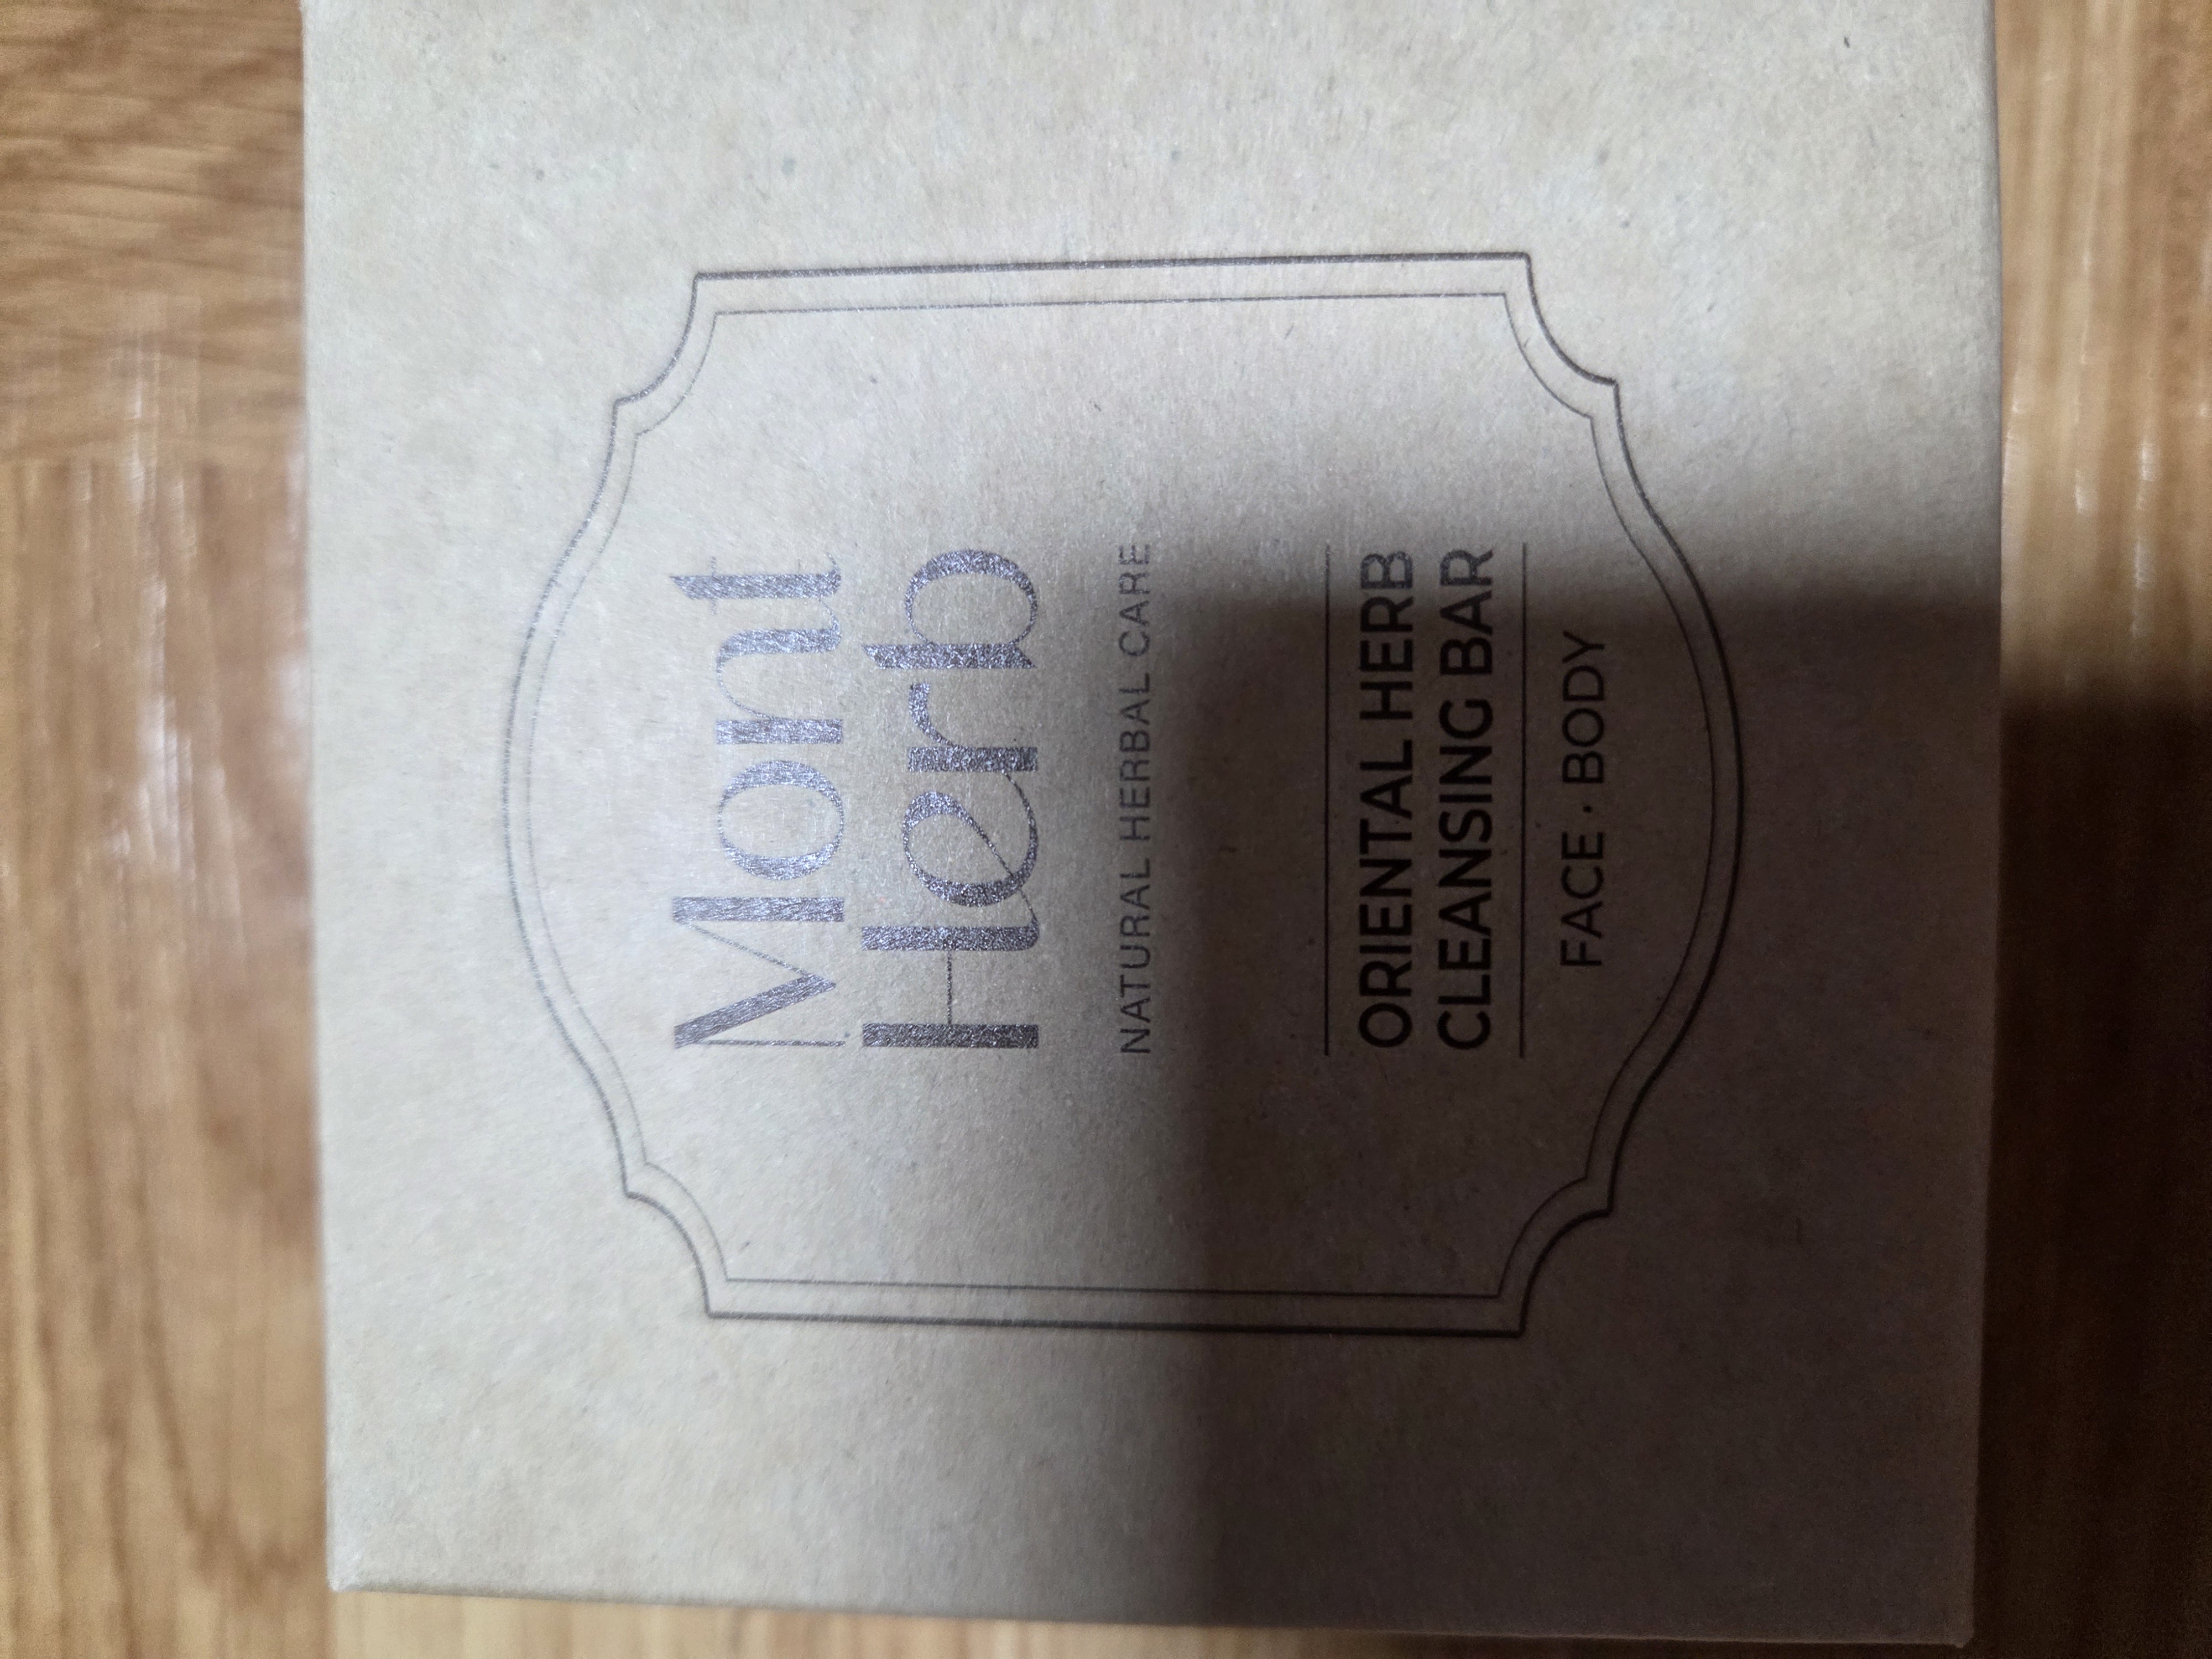 Mont
Herb
NATURAL HERBAL CARE
ORIENTAL HERB
CLEANSING BAR
FACE · BODY